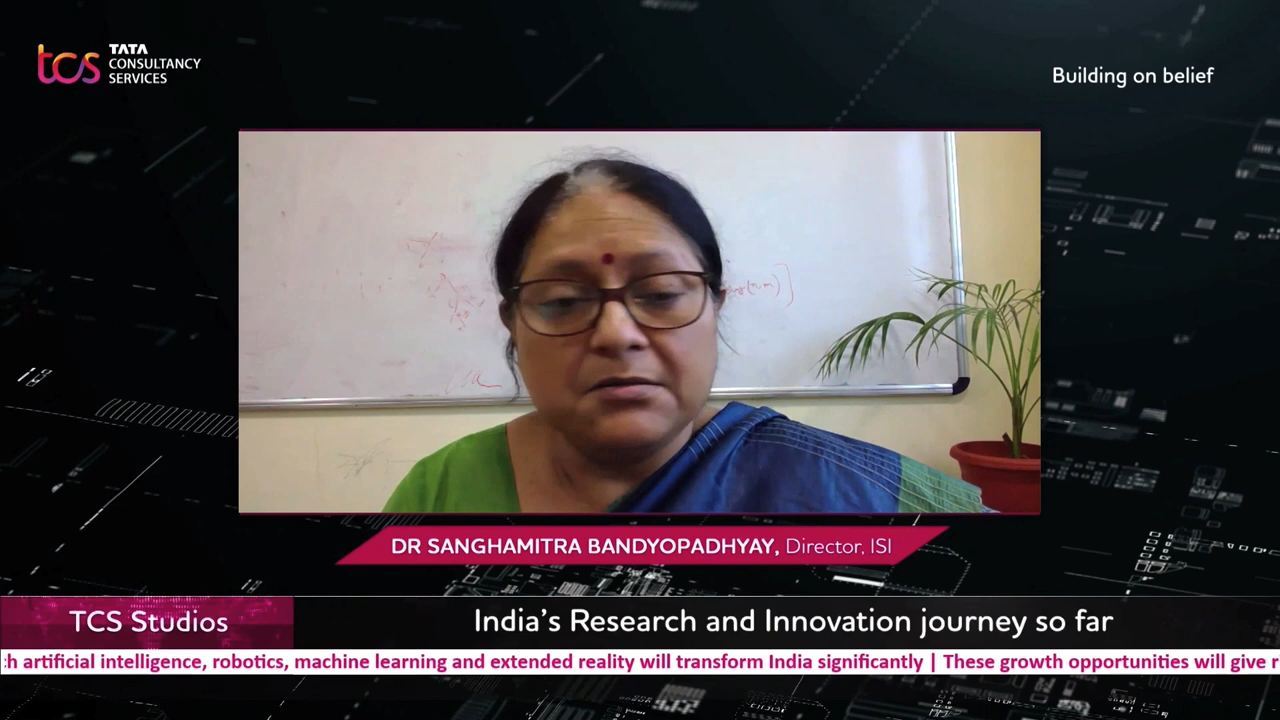 tcs TATA
CONSULTANCY
SERVICES
Building on belief
DR SANGHAMITRA BANDYOPADHYAY, Director, ISI
TCS Studios
India's Research and Innovation journey so far
artificial intelligence, robotics, machine learning and extended reality will transform India significantly | These growth opportunities will give